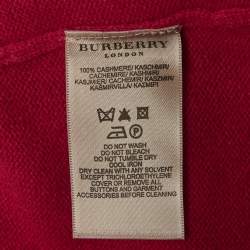 BURBERRY
LONDON
100% CASHMERE/KASCHMIR/
CACHEMIRE/KASHMIR/
KASJMIER/CACHEMIR/KAŠMIR/
KASMIRVILLA/KAZMIR
P
DO NOT WASH
DO NOT BLEACH
DO NOT TUMBLE DRY
COOL IRON
DRY CLEAN WITH ANY SOLVENT
EXCEPT TRICHLOROETHYLENE
COVER OR REMOVE ALL
BUTTONS AND GARMENT
ACCESSORIES BEFORE CLEANING